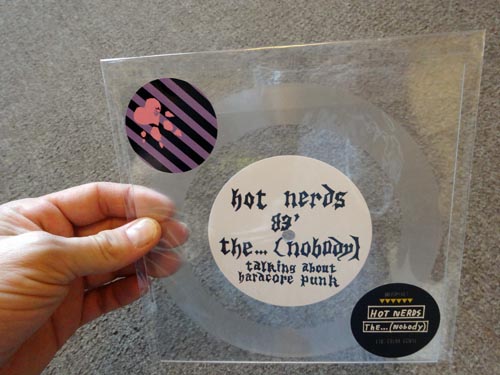 hot nerds
83'
the... (nobody)
talking about
hardcore punk
HOT NERDS
The...(Nobody)